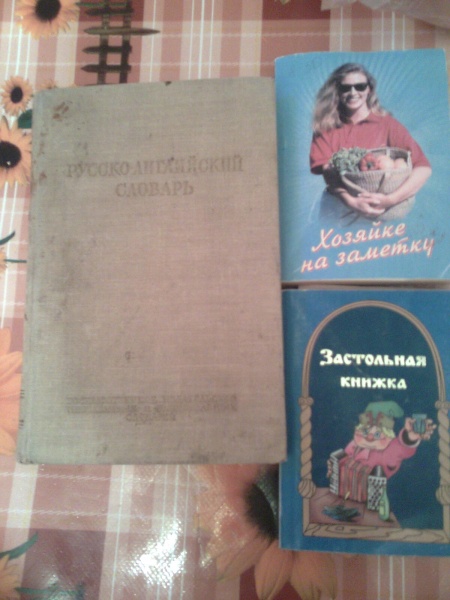 РУССКО-АНГЛИЙСКИЙ
СЛОВАРЬ
Хозяйке
на заметку
Застольная
книжка